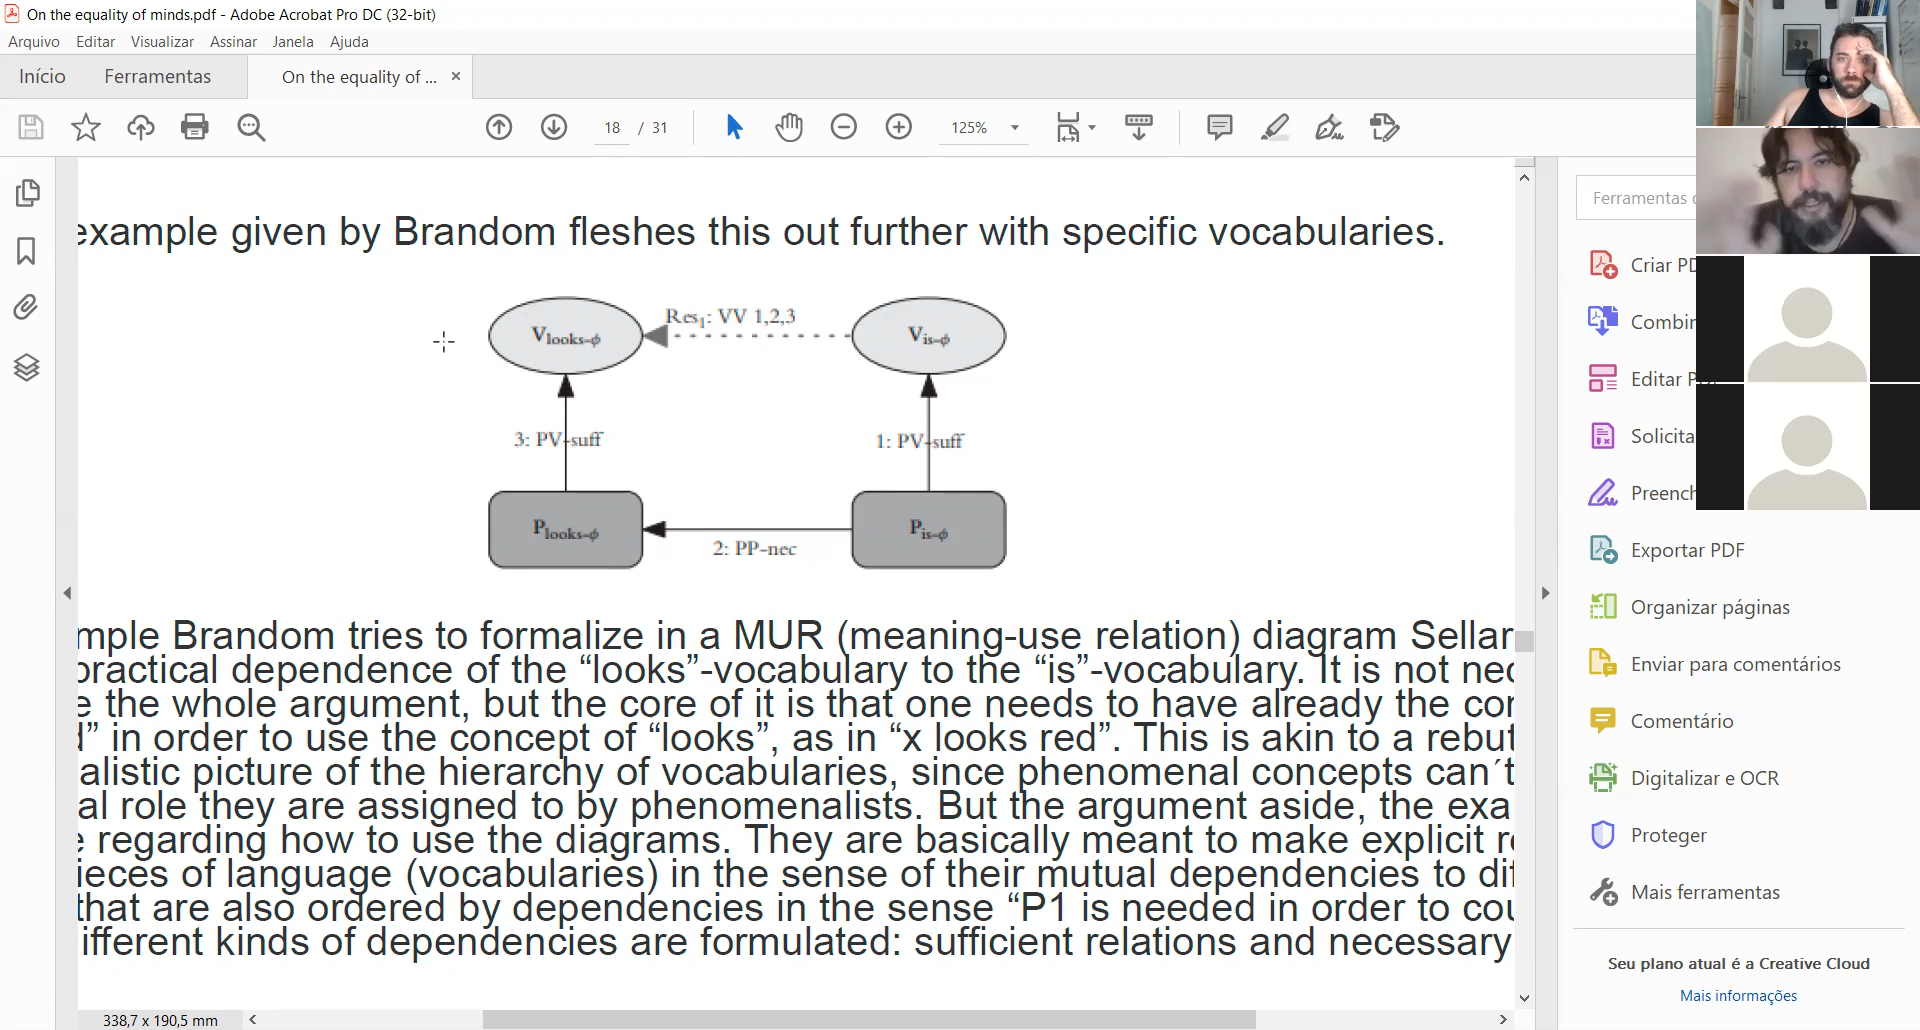 On the equality of minds.pdf - Adobe Acrobat Pro DC (32-bit)
Arquivo Editar Visualizar Assinar Janela Ajuda
Início Ferramentas On the equality of ... ×
18 / 31 125%
Ferramentas
example given by Brandom fleshes this out further with specific vocabularies.
Res1: VV 1,2,3
Vlooks-ϕ Vis-ϕ
3: PV-suff 1: PV-suff
Plooks-ϕ Pis-ϕ
2: PP-nec
mple Brandom tries to formalize in a MUR (meaning-use relation) diagram Sellar
practical dependence of the “looks”-vocabulary to the “is”-vocabulary. It is not nec
e the whole argument, but the core of it is that one needs to have already the con
d” in order to use the concept of “looks”, as in “x looks red”. This is akin to a rebut
alistic picture of the hierarchy of vocabularies, since phenomenal concepts can´t
al role they are assigned to by phenomenalists. But the argument aside, the exa
e regarding how to use the diagrams. They are basically meant to make explicit re
ieces of language (vocabularies) in the sense of their mutual dependencies to dif
that are also ordered by dependencies in the sense “P1 is needed in order to cou
ifferent kinds of dependencies are formulated: sufficient relations and necessary
Criar PD
Combin
Editar P
Solicita
Preench
Exportar PDF
Organizar páginas
Enviar para comentários
Comentário
Digitalizar e OCR
Proteger
Mais ferramentas
Seu plano atual é a Creative Cloud
Mais informações
338,7 x 190,5 mm